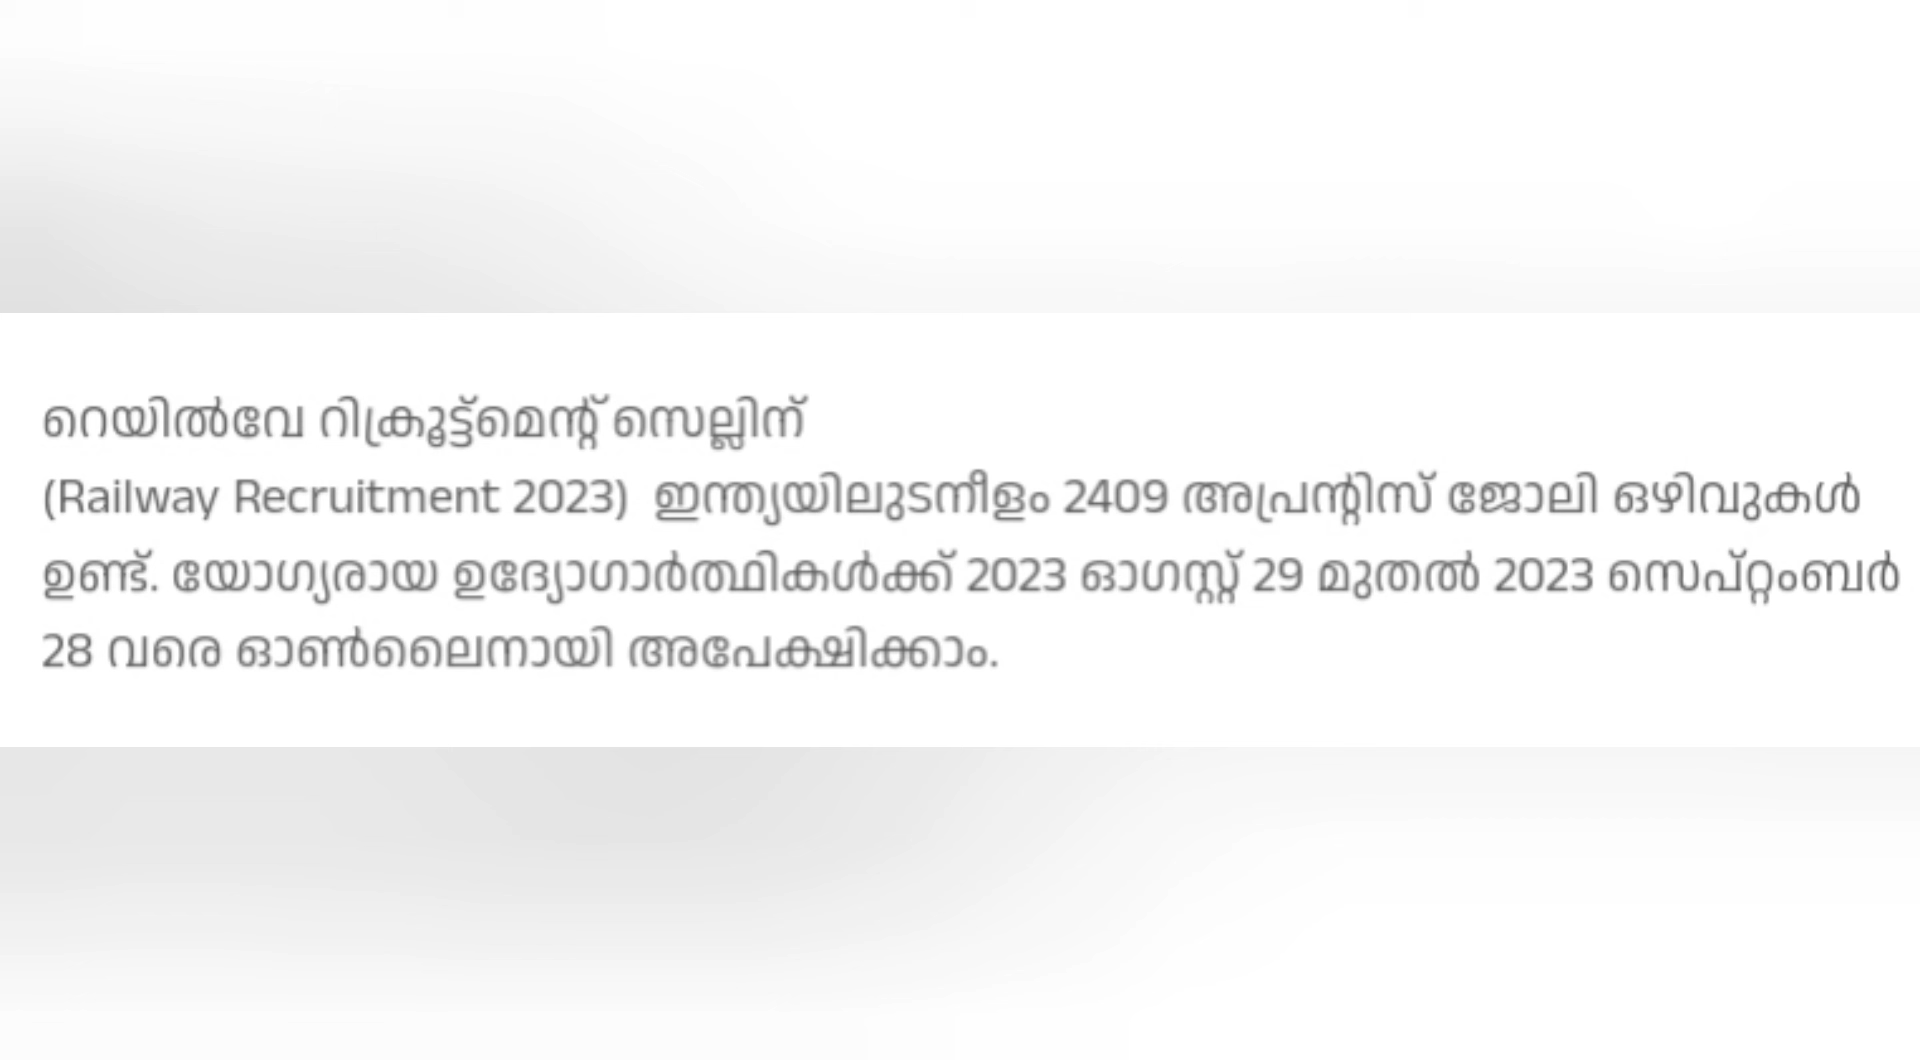 റെയിൽവേ റിക്രൂട്ട്മെന്റ് സെല്ലിന്
(Railway Recruitment 2023) ഇന്ത്യയിലുടനീളം 2409 അപ്രന്റിസ് ജോലി ഒഴിവുകൾ
ഉണ്ട്. യോഗ്യരായ ഉദ്യോഗാർത്ഥികൾക്ക് 2023 ഓഗസ്റ്റ് 29 മുതൽ 2023 സെപ്റ്റംബർ
28 വരെ ഓൺലൈനായി അപേക്ഷിക്കാം.